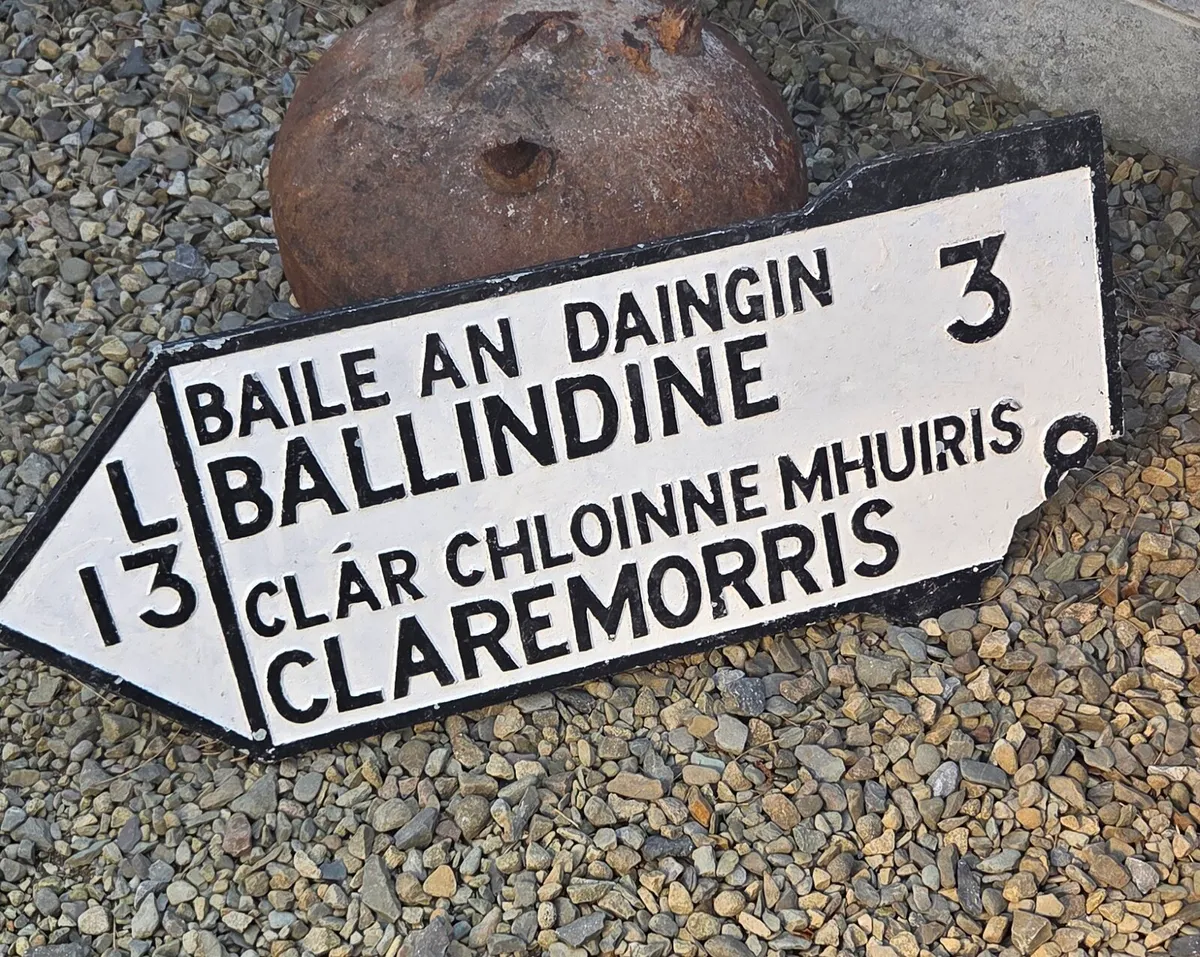 L
13
BAILE AN DAINGIN 3
BALLINDINE
CLÁR CHLOINNE MHUIRIS 8
CLAREMORRIS